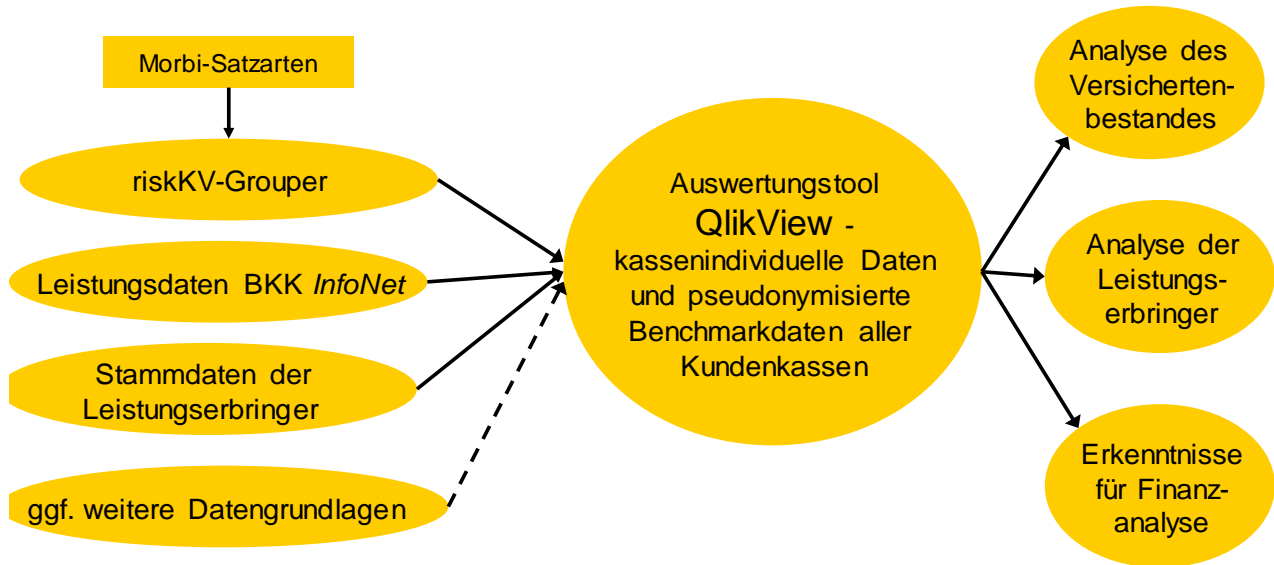 Morbi-Satzarten
riskKV-Grouper
Leistungsdaten BKK InfoNet
Stammdaten der
Leistungserbringer
ggf. weitere Datengrundlagen
Auswertungstool
QlikView -
kassenindividuelle Daten
und pseudonymisierte
Benchmarkdaten aller
Kundenkassen
Analyse des
Versicherten-
bestandes
Analyse der
Leistungs-
erbringer
Erkenntnisse
für Finanz-
analyse